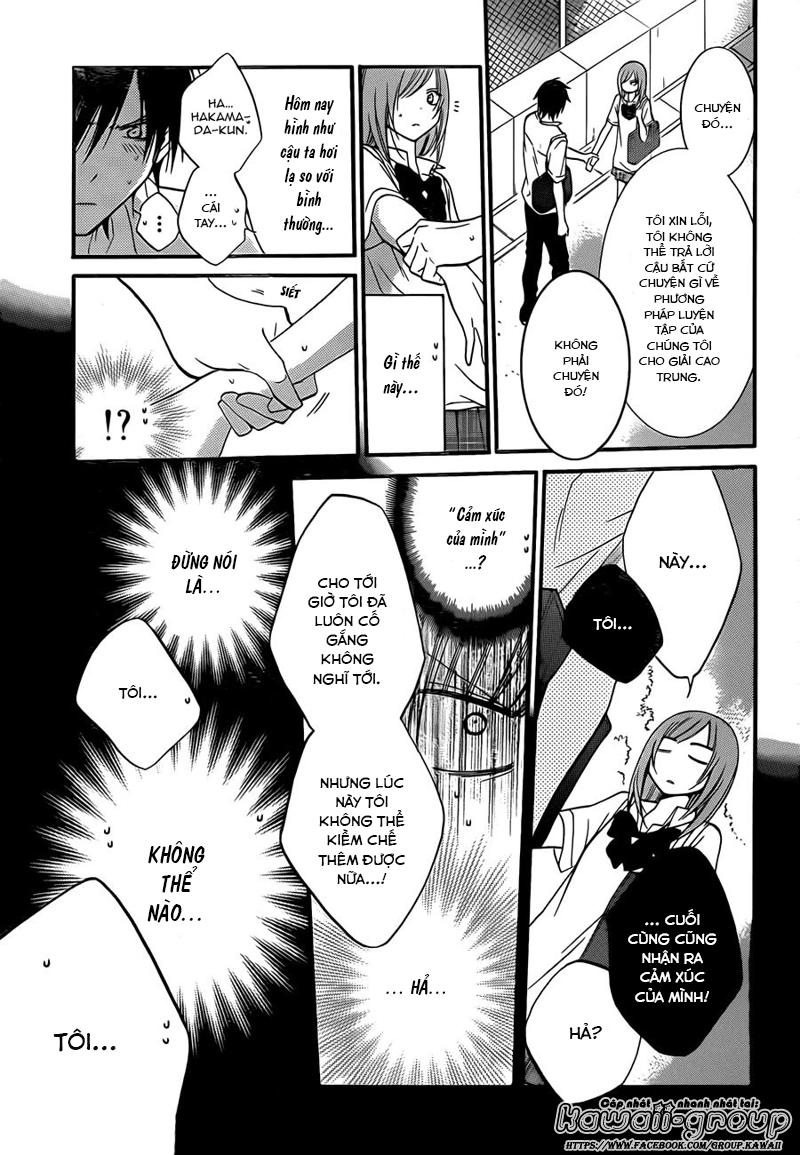 CHUYỆN
ĐÓ...
TÔI XIN LỖI,
TÔI KHÔNG
THỂ TRẢ LỜI
CẬU BẤT CỨ
CHUYỆN GÌ VỀ
PHƯƠNG
PHÁP LUYỆN
TẬP CỦA
CHÚNG TÔI
CHO GIẢI CAO
TRUNG.
KHÔNG
PHẢI
CHUYỆN
ĐÓ!
Gì thế
này...
Hôm nay
hình như
cậu ta hơi
lạ so với
bình
thường...
HA...
HAKAMA-
DA-KUN.
...
CÁI
TAY...
...
SIẾT
!?
NÀY...
TÔI...
... CUỐI
CÙNG CŨNG
NHẬN RA
CẢM XÚC
CỦA MÌNH!
HẢ?
“Cảm xúc
của mình”
...?
CHO TỚI
GIỜ TÔI ĐÃ
LUÔN CỐ
GẮNG
KHÔNG
NGHĨ TỚI.
NHƯNG LÚC
NÀY TÔI
KHÔNG THỂ
KIỀM CHẾ
THÊM ĐƯỢC
NỮA...!
... HẢ...
ĐỪNG NÓI
LÀ...
TÔI...
KHÔNG
THỂ
NÀO...
TÔI...
Cập nhật nhanh nhất tại:
kawaii-group
HTTPS://WWW.FACEBOOK.COM/GROUP.KAWAII